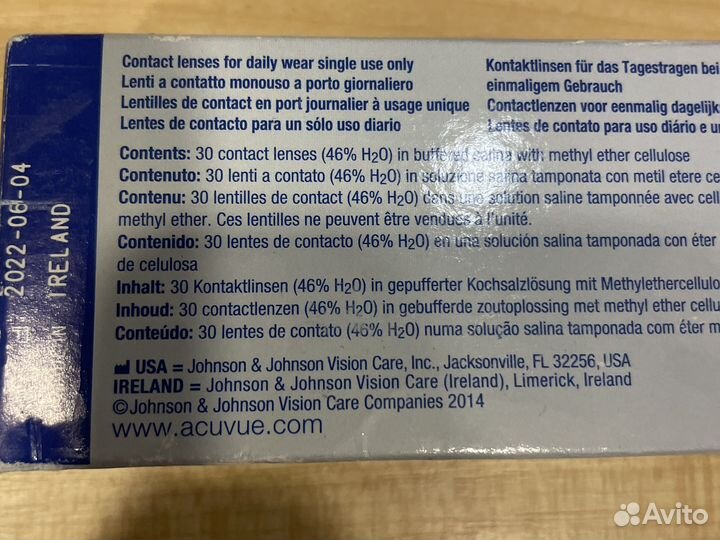 Contact lenses for daily wear single use only
Lenti a contatto monouso a porto giornaliero
Lentilles de contact en port journalier à usage unique
Lentes de contacto para un sólo uso diario
Kontaktlinsen für das Tagestragen bei
einmaligem Gebrauch
Contactlenzen voor eenmalig dagelijks
Lentes de contato para uso diário e un
Contents: 30 contact lenses (46% H2O) in buffered saline with methyl ether cellulose
Contenuto: 30 lenti a contatto (46% H2O) in soluzione salina tamponata con metil etere ce
Contenu: 30 lentilles de contact (46% H2O) dans une solution saline tamponnée avec cell
methyl ether. Ces lentilles ne peuvent être vendues à l'unité.
Contenido: 30 lentes de contacto (46% H2O) en una solución salina tamponada con éter
de celulosa
Inhalt: 30 Kontaktlinsen (46% H2O) in gepufferter Kochsalzlösung mit Methylethercellulo
Inhoud: 30 contactlenzen (46% H2O) in gebufferde zoutoplossing met methyl ether cellu
Conteúdo: 30 lentes de contato (46% H2O) numa solução salina tamponada com éter m
USA = Johnson & Johnson Vision Care, Inc., Jacksonville, FL 32256, USA
IRELAND = Johnson & Johnson Vision Care (Ireland), Limerick, Ireland
©Johnson & Johnson Vision Care Companies 2014
www.acuvue.com
2022-06-04
IN IRELAND
Avito